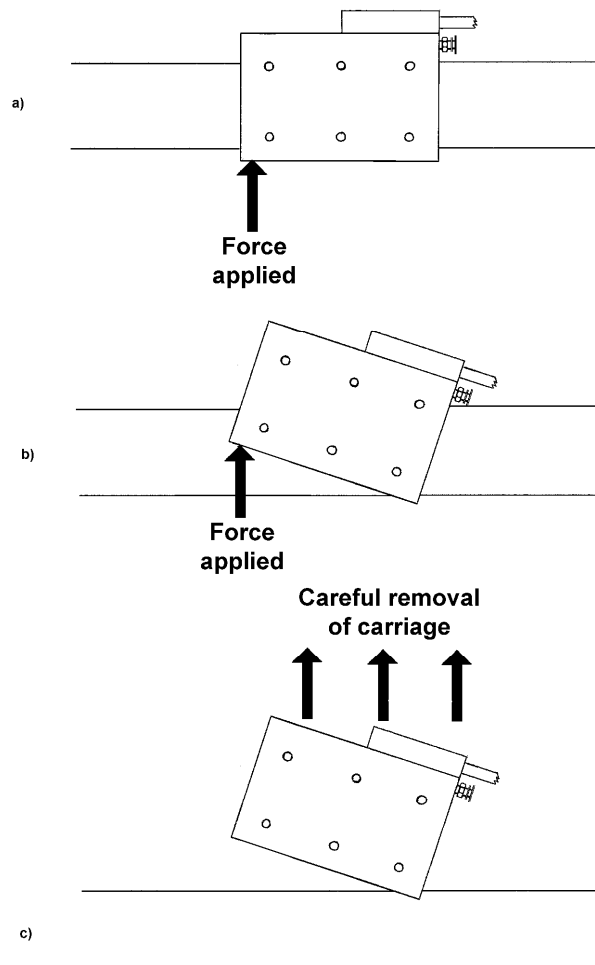 a)
Force
applied
b)
Force
applied
Careful removal
of carriage
c)